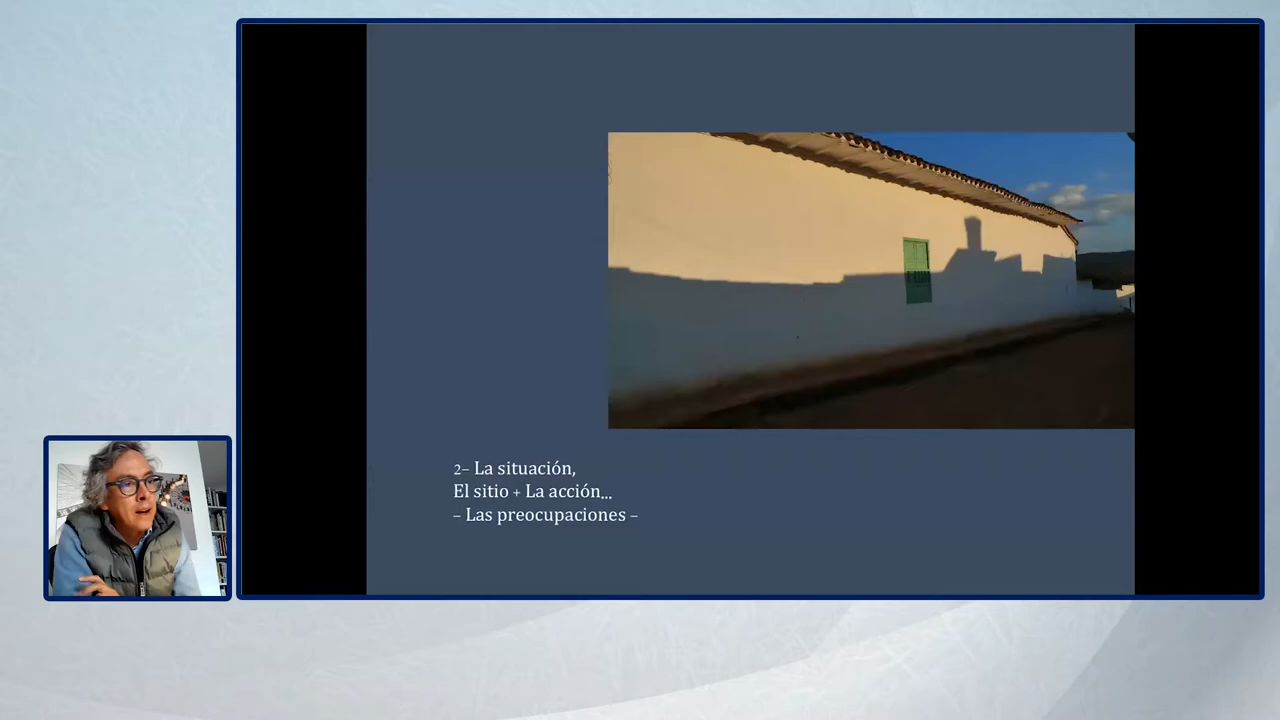 2– La situación,
El sitio + La acción...
– Las preocupaciones –